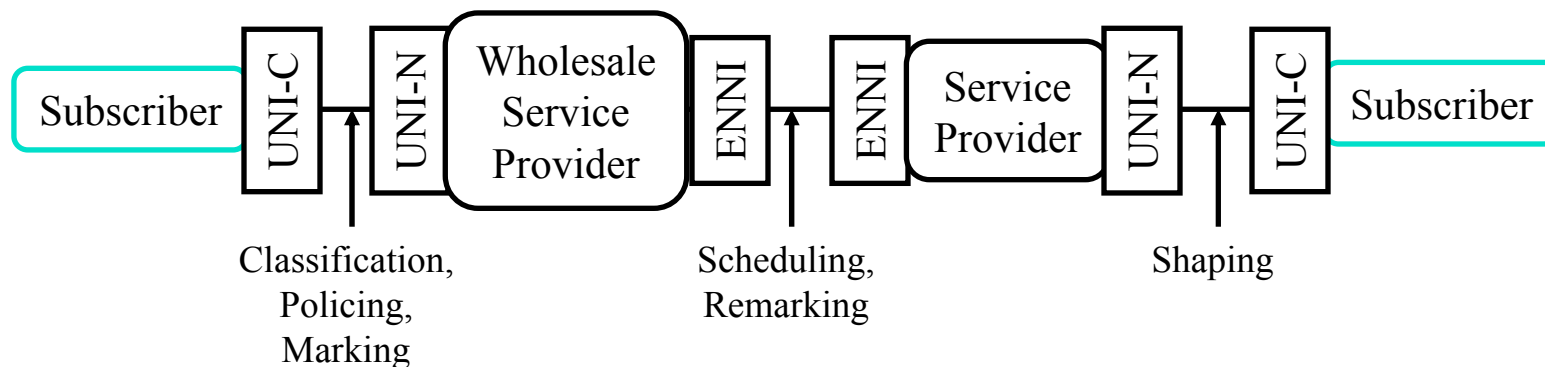 Subscriber
UNI-C
UNI-N
Wholesale
Service
Provider
ENNI
ENNI
Service
Provider
UNI-N
UNI-C
Subscriber
Classification,
Policing,
Marking
Scheduling,
Remarking
Shaping